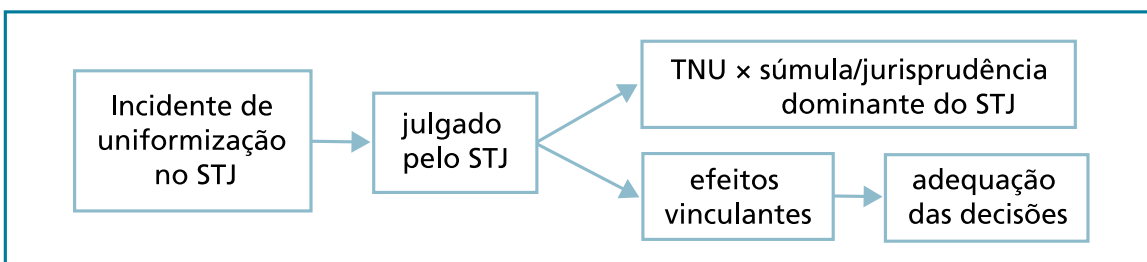 Incidente de
uniformização
no STJ
julgado
pelo STJ
TNU × súmula/jurisprudência
dominante do STJ
efeitos
vinculantes
adequação
das decisões